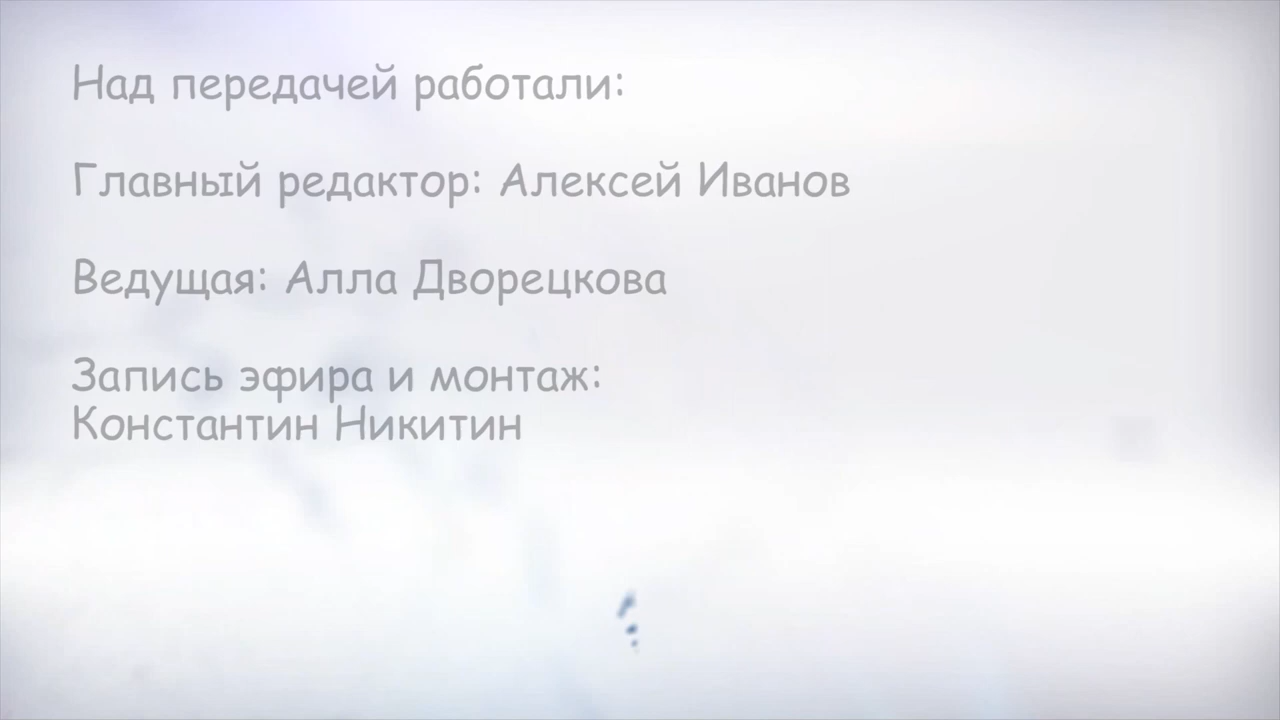 Над передачей работали:
Главный редактор: Алексей Иванов
Ведущая: Алла Дворецкова
Запись эфира и монтаж:
Константин Никитин